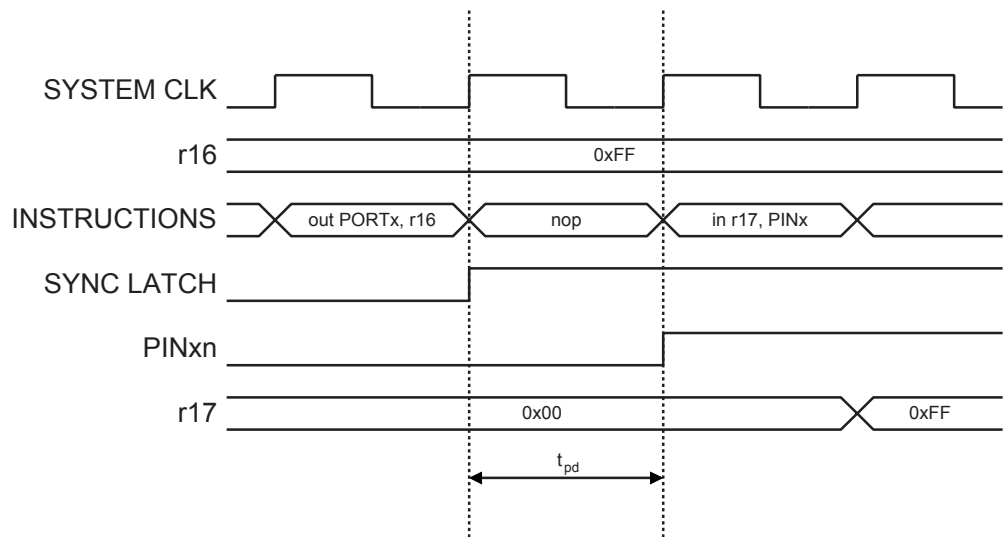 SYSTEM CLK
r16
0xFF
INSTRUCTIONS
out PORTx, r16
nop
in r17, PINx
SYNC LATCH
PINxn
r17
0x00
0xFF
tpd